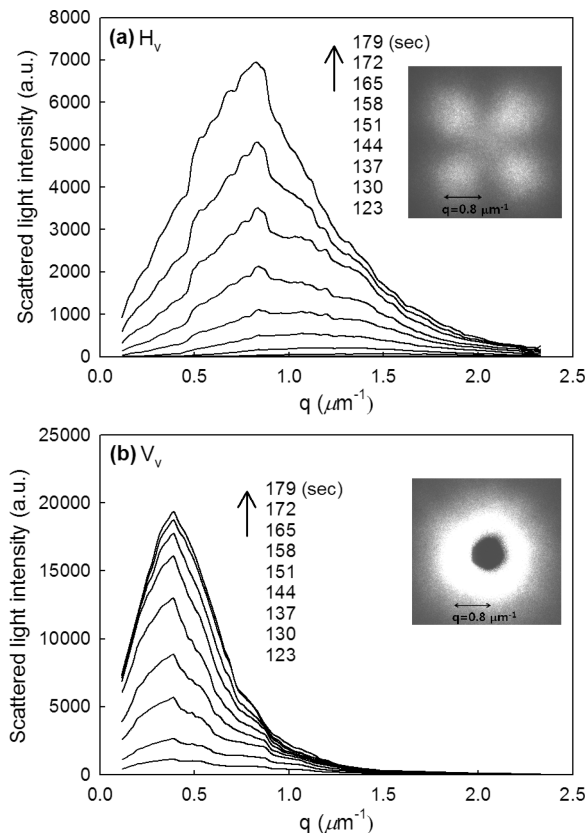 (a) Hᵥ
179 (sec)
172
165
158
151
144
137
130
123
q=0.8 μm⁻¹
Scattered light intensity (a.u.)
8000
7000
6000
5000
4000
3000
2000
1000
0
0.0 0.5 1.0 1.5 2.0 2.5
q (μm⁻¹)
(b) Vᵥ
179 (sec)
172
165
158
151
144
137
130
123
q=0.8 μm⁻¹
Scattered light intensity (a.u.)
25000
20000
15000
10000
5000
0
0.0 0.5 1.0 1.5 2.0 2.5
q (μm⁻¹)